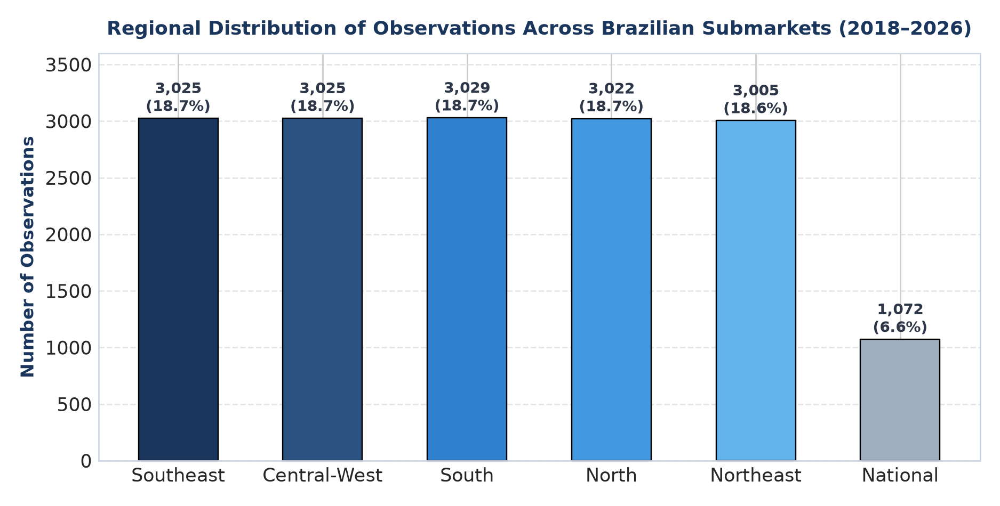 Regional Distribution of Observations Across Brazilian Submarkets (2018–2026)
Number of Observations
3500
3000
2500
2000
1500
1000
500
0
3,025
(18.7%)
3,025
(18.7%)
3,029
(18.7%)
3,022
(18.7%)
3,005
(18.6%)
1,072
(6.6%)
Southeast
Central-West
South
North
Northeast
National